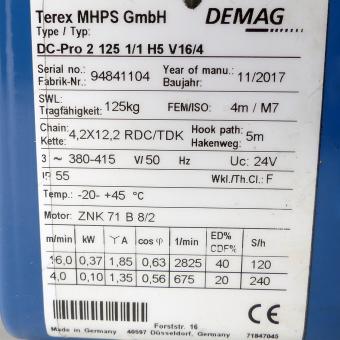 Terex MHPS GmbH DEMAG
Type / Typ:
DC-Pro 2 125 1/1 H5 V16/4
Serial no.: 94841104 Year of manu.: 11/2017
Fabrik-Nr.: Baujahr:
SWL: 125kg FEM/ISO: 4m / M7
Tragfähigkeit:
Chain: 4,2X12,2 RDC/TDK Hook path: 5m
Kette: Hakenweg:
3 ~ 380-415 V/ 50 Hz Uc: 24V
IP 55 Wkl./Th.Cl.: F
Temp.: -20- +45 °C
Motor: ZNK 71 B 8/2
m/min kW Y A cos φ 1/min ED% CDF% S/h
16,0 0,37 1,85 0,63 2825 40 120
4,0 0,10 1,35 0,56 675 20 240
CE
Forststr. 16
Made in Germany 40597 Düsseldorf, Germany 71847045